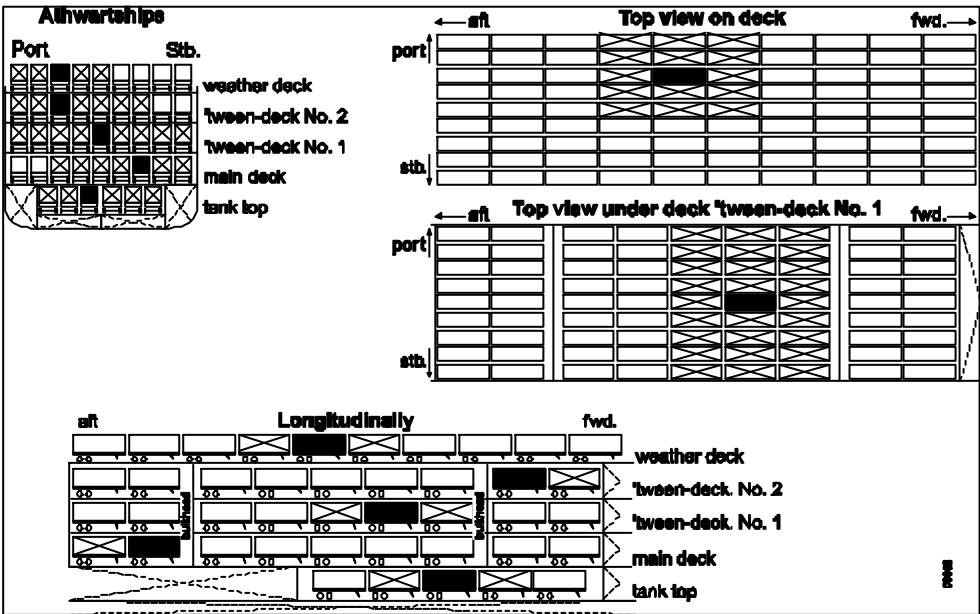 Athwartships
Port Stb.
weather deck
'tween-deck No. 2
'tween-deck No. 1
main deck
tank top
aft Top view on deck fwd.
port
stb.
aft Top view under deck 'tween-deck No. 1 fwd.
port
stb.
aft Longitudinally fwd.
weather deck
'tween-deck. No. 2
'tween-deck No. 1
main deck
tank top
bulkhead
bulkhead